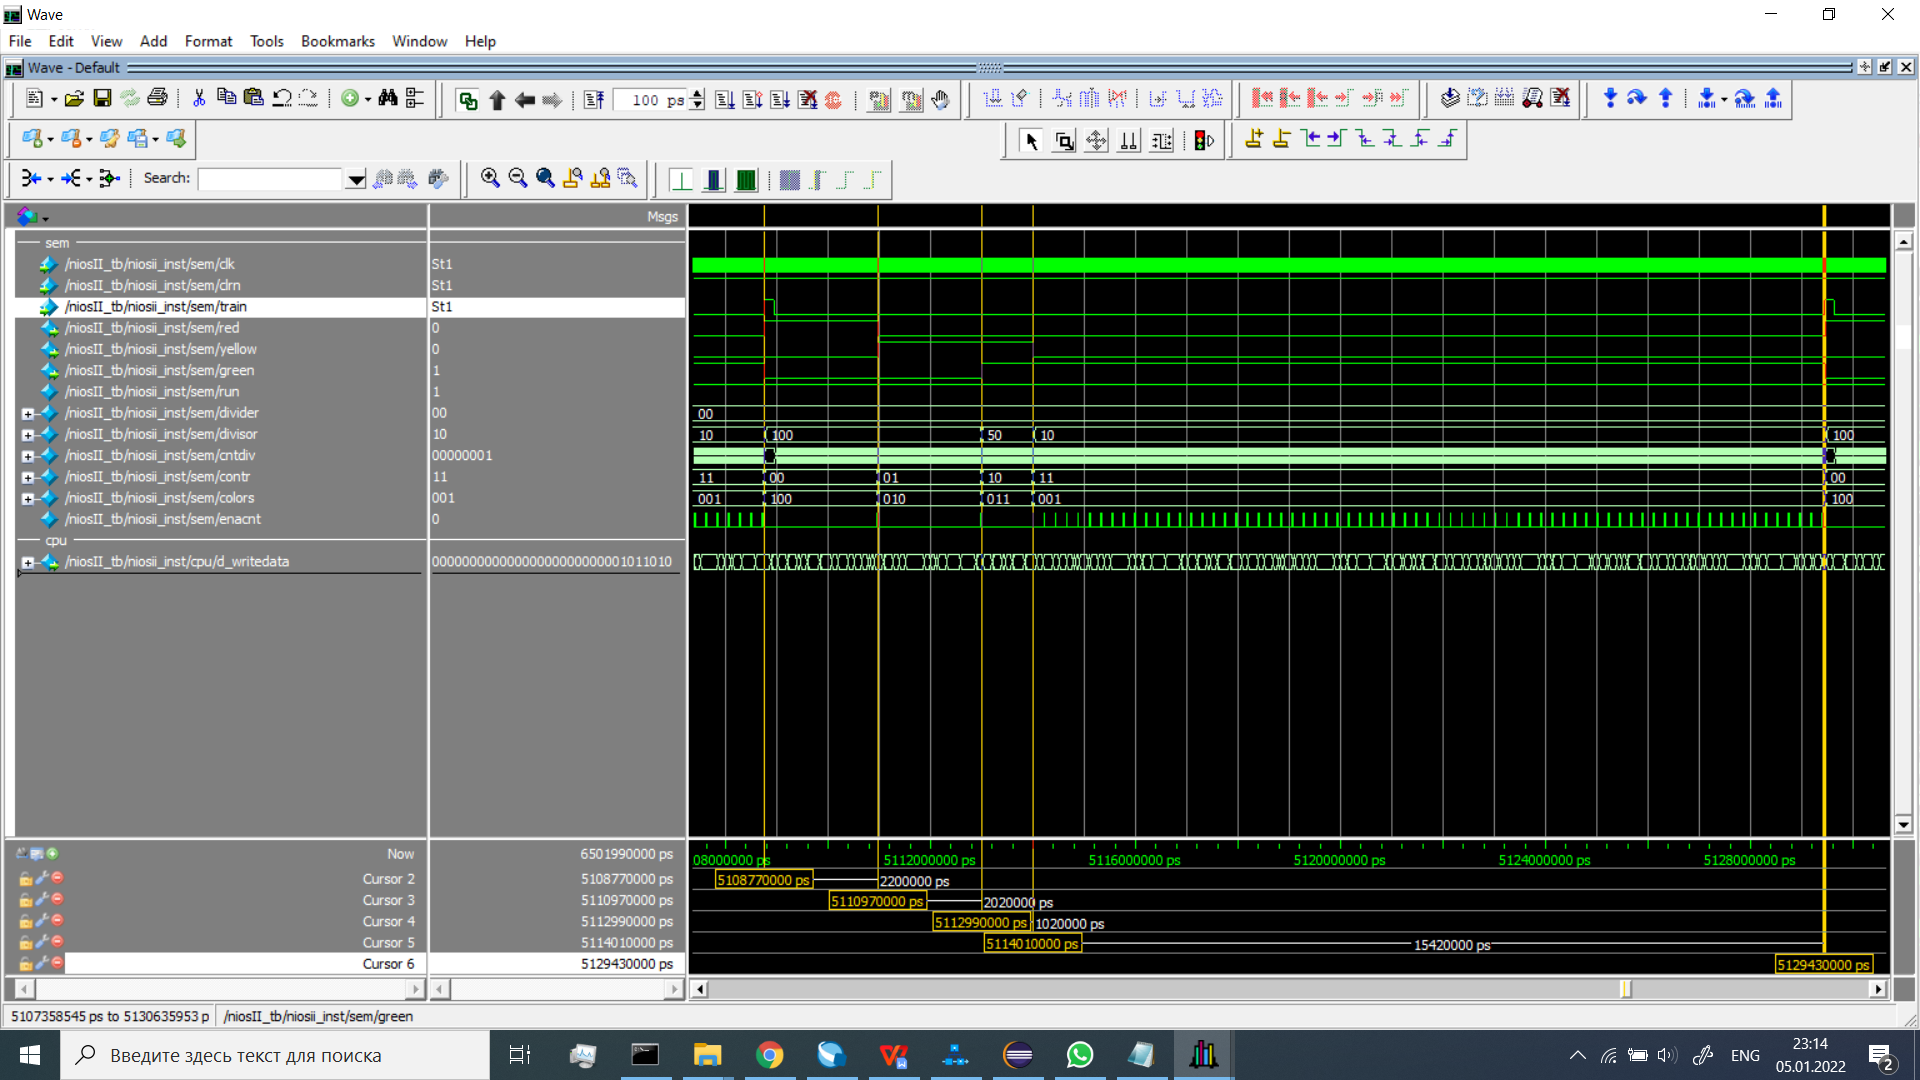 Wave
File Edit View Add Format Tools Bookmarks Window Help
Wave - Default
100 ps
Search:
Msgs
sem
/niosII_tb/niosii_inst/sem/clk St1
/niosII_tb/niosii_inst/sem/clrn St1
/niosII_tb/niosii_inst/sem/train St1
/niosII_tb/niosii_inst/sem/red 0
/niosII_tb/niosii_inst/sem/yellow 0
/niosII_tb/niosii_inst/sem/green 1
/niosII_tb/niosii_inst/sem/run 1
/niosII_tb/niosii_inst/sem/divider 00 00
/niosII_tb/niosii_inst/sem/divisor 10 10 100 50 10 100
/niosII_tb/niosii_inst/sem/cntdiv 00000001
/niosII_tb/niosii_inst/sem/contr 11 11 00 01 10 11 00
/niosII_tb/niosii_inst/sem/colors 001 001 100 010 011 001 100
/niosII_tb/niosii_inst/sem/enacnt 0
cpu
/niosII_tb/niosii_inst/cpu/d_writedata 00000000000000000000000001011010
Now 6501990000 ps 08000000 ps 5112000000 ps 5116000000 ps 5120000000 ps 5124000000 ps 5128000000 ps
Cursor 2 5108770000 ps 5108770000 ps 2200000 ps
Cursor 3 5110970000 ps 5110970000 ps 2020000 ps
Cursor 4 5112990000 ps 5112990000 ps 1020000 ps
Cursor 5 5114010000 ps 5114010000 ps 15420000 ps
Cursor 6 5129430000 ps 5129430000 ps
5107358545 ps to 5130635953 p /niosII_tb/niosii_inst/sem/green
Введите здесь текст для поиска
ENG
23:14
05.01.2022
2